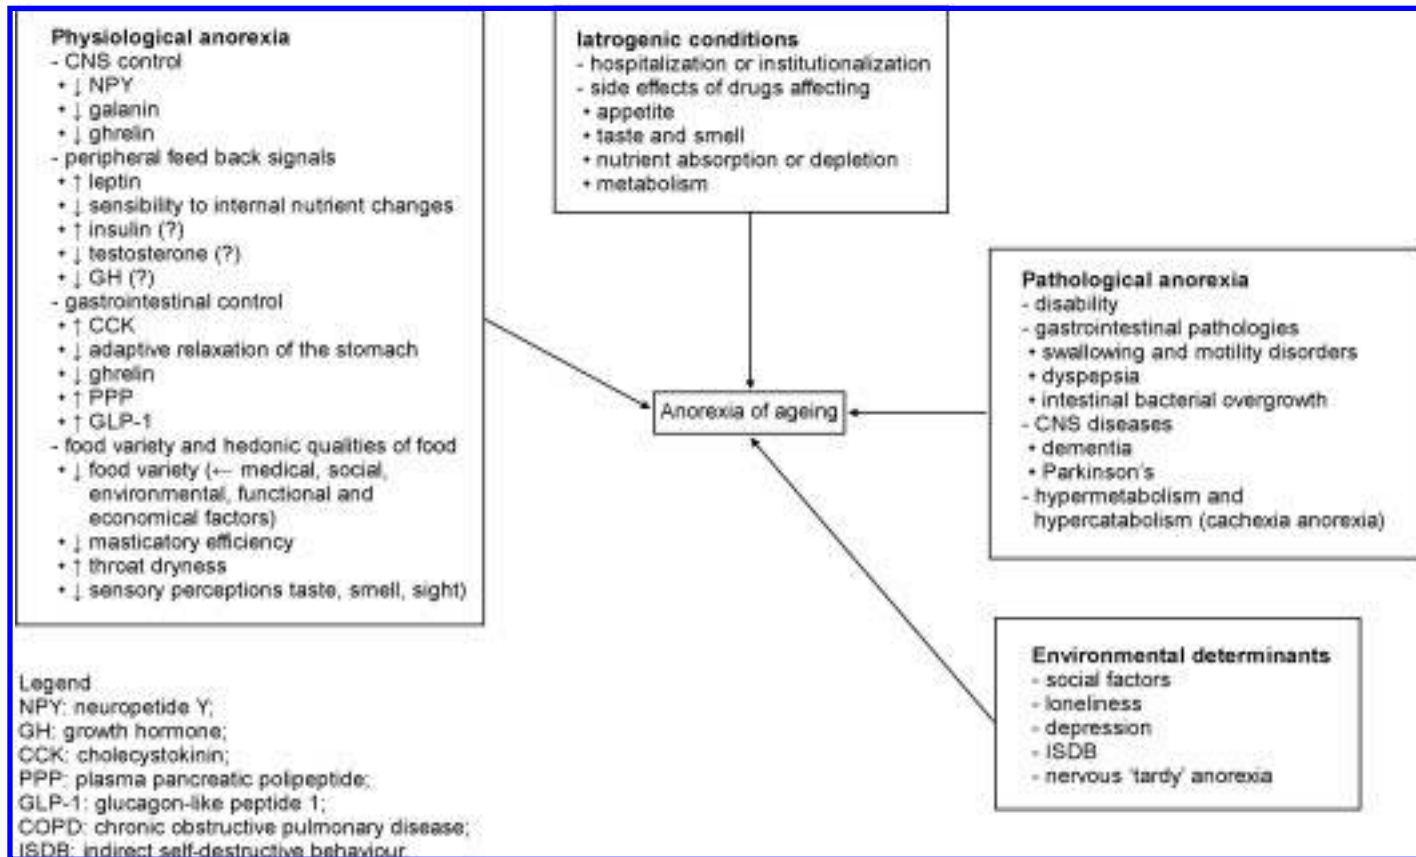 Physiological anorexia
- CNS control
• ↓ NPY
• ↓ galanin
• ↓ ghrelin
- peripheral feed back signals
• ↑ leptin
• ↓ sensibility to internal nutrient changes
• ↑ insulin (?)
• ↓ testosterone (?)
• ↓ GH (?)
- gastrointestinal control
• ↑ CCK
• ↓ adaptive relaxation of the stomach
• ↓ ghrelin
• ↑ PPP
• ↑ GLP-1
- food variety and hedonic qualities of food
• ↓ food variety (← medical, social,
environmental, functional and
economical factors)
• ↓ masticatory efficiency
• ↑ throat dryness
• ↓ sensory perceptions taste, smell, sight)
Iatrogenic conditions
- hospitalization or institutionalization
- side effects of drugs affecting
• appetite
• taste and smell
• nutrient absorption or depletion
• metabolism
Pathological anorexia
- disability
- gastrointestinal pathologies
• swallowing and motility disorders
• dyspepsia
• intestinal bacterial overgrowth
- CNS diseases
• dementia
• Parkinson's
- hypermetabolism and
hypercatabolism (cachexia anorexia)
Anorexia of ageing
Environmental determinants
- social factors
- loneliness
- depression
- ISDB
- nervous 'tardy' anorexia
Legend
NPY: neuropetide Y;
GH: growth hormone;
CCK: cholecystokinin;
PPP: plasma pancreatic polipeptide;
GLP-1: glucagon-like peptide 1;
COPD: chronic obstructive pulmonary disease;
ISDB: indirect self-destructive behaviour.